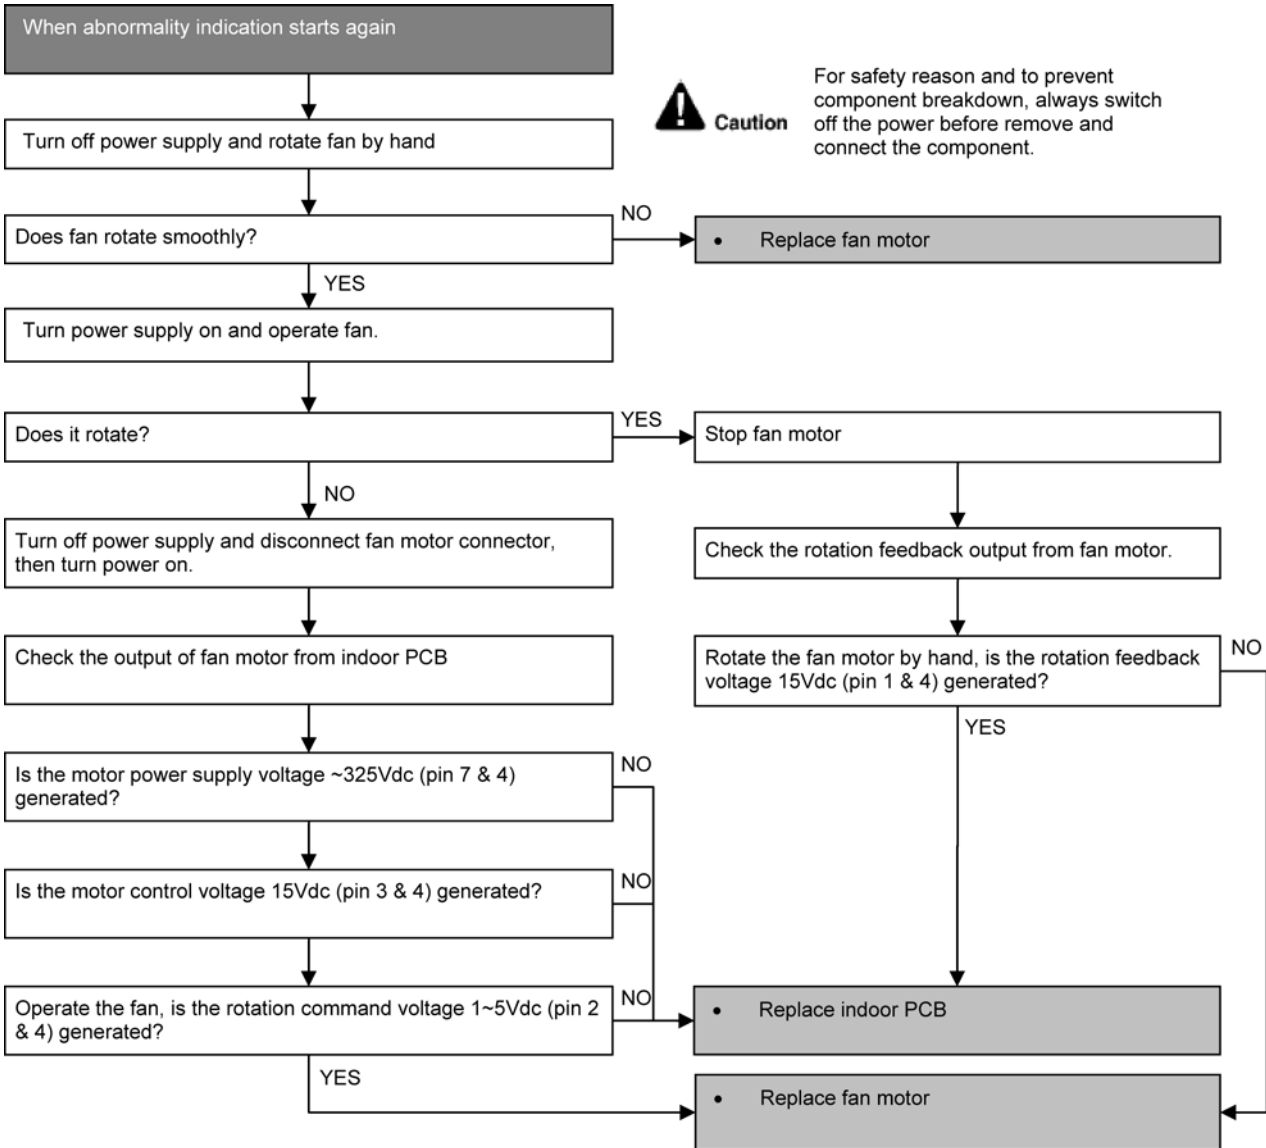 When abnormality indication starts again
For safety reason and to prevent
component breakdown, always switch
off the power before remove and
connect the component.
Caution
Turn off power supply and rotate fan by hand
Does fan rotate smoothly?
NO
• Replace fan motor
YES
Turn power supply on and operate fan.
Does it rotate?
YES
Stop fan motor
NO
Turn off power supply and disconnect fan motor connector,
then turn power on.
Check the rotation feedback output from fan motor.
Check the output of fan motor from indoor PCB
Rotate the fan motor by hand, is the rotation feedback
voltage 15Vdc (pin 1 & 4) generated?
NO
YES
Is the motor power supply voltage ~325Vdc (pin 7 & 4)
generated?
NO
Is the motor control voltage 15Vdc (pin 3 & 4) generated?
NO
Operate the fan, is the rotation command voltage 1~5Vdc (pin 2
& 4) generated?
NO
• Replace indoor PCB
YES
• Replace fan motor